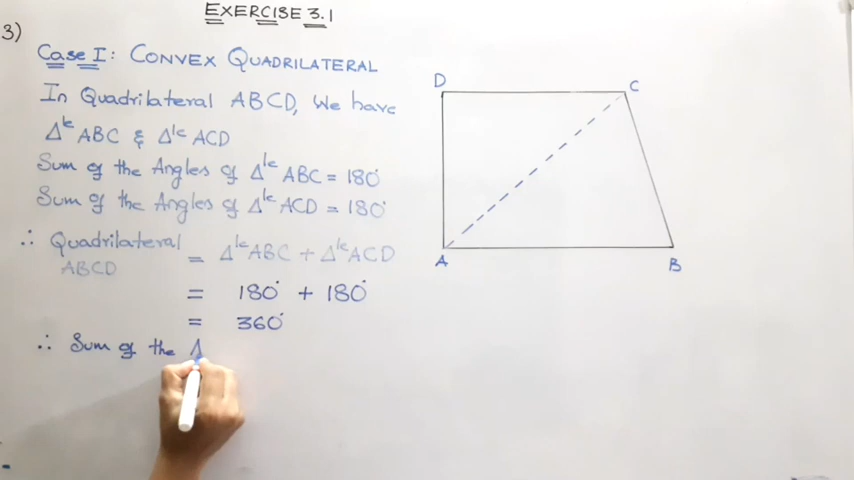 EXERCISE 3.1
3)
Case I: CONVEX QUADRILATERAL
In Quadrilateral ABCD, We have
Δle ABC & Δle ACD
Sum of the Angles of Δle ABC = 180°
Sum of the Angles of Δle ACD = 180°
∴ Quadrilateral ABCD = Δle ABC + Δle ACD
= 180° + 180°
= 360°
∴ Sum of the
D
C
A
B